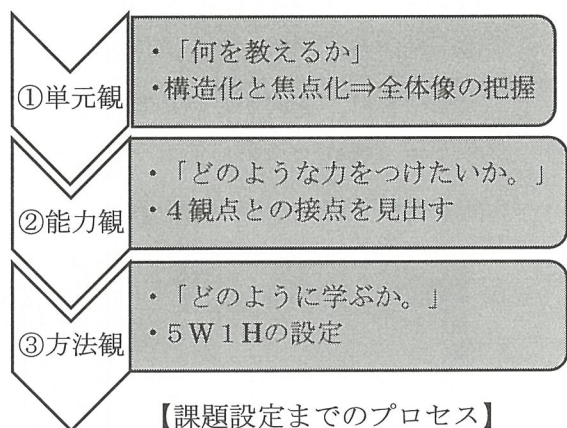 ①単元観
・「何を教えるか」
・構造化と焦点化⇒全体像の把握
②能力観
・「どのような力をつけたいか。」
・4観点との接点を見出す
③方法観
・「どのように学ぶか。」
・5W1Hの設定
【課題設定までのプロセス】